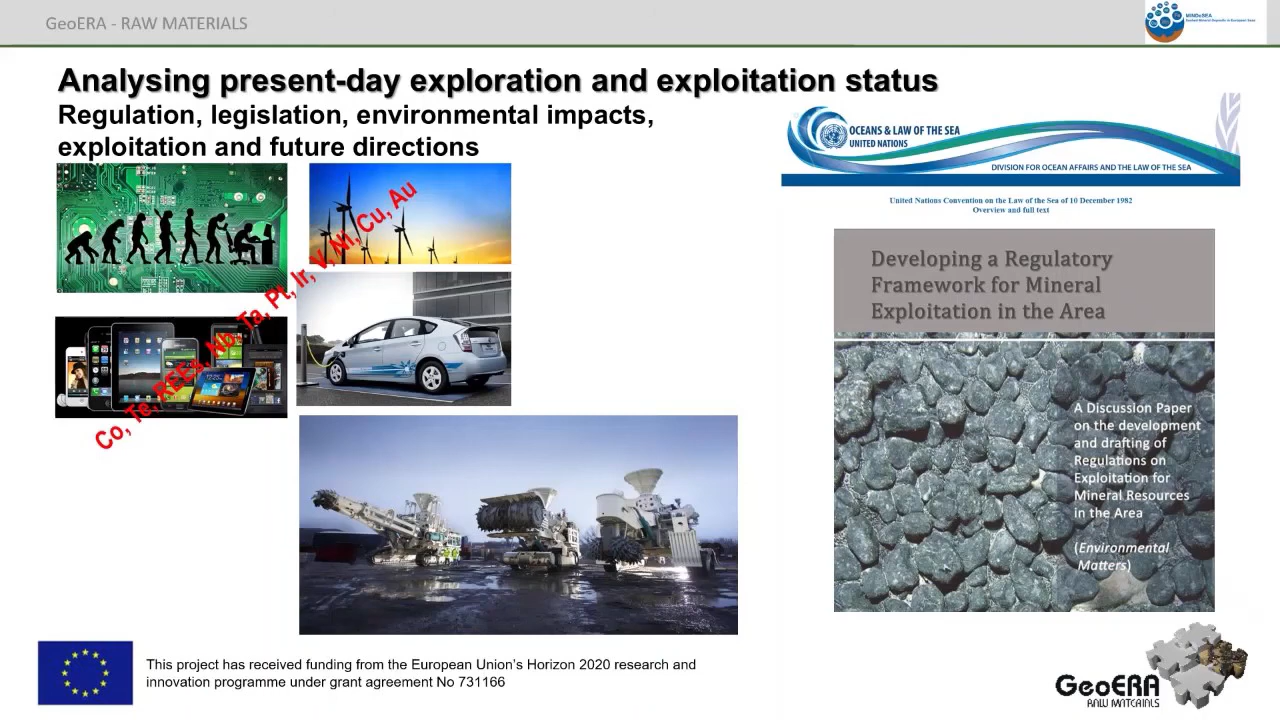 GeoERA - RAW MATERIALS
MINDeSEA
Analysing present-day exploration and exploitation status
Regulation, legislation, environmental impacts,
exploitation and future directions
Co, Te, REEs, Nb, Ta, Pt, Ir, V, Ni, Cu, Au
OCEANS & LAW OF THE SEA
UNITED NATIONS
DIVISION FOR OCEAN AFFAIRS AND THE LAW OF THE SEA
United Nations Convention on the Law of the Sea of 10 December 1982
Overview and full text
Developing a Regulatory
Framework for Mineral
Exploitation in the Area
A Discussion Paper
on the development
and drafting of
Regulations on
Exploitation for
Mineral Resources
in the Area
(Environmental
Matters)
This project has received funding from the European Union’s Horizon 2020 research and
innovation programme under grant agreement No 731166
GeoERA
RAW MATERIALS